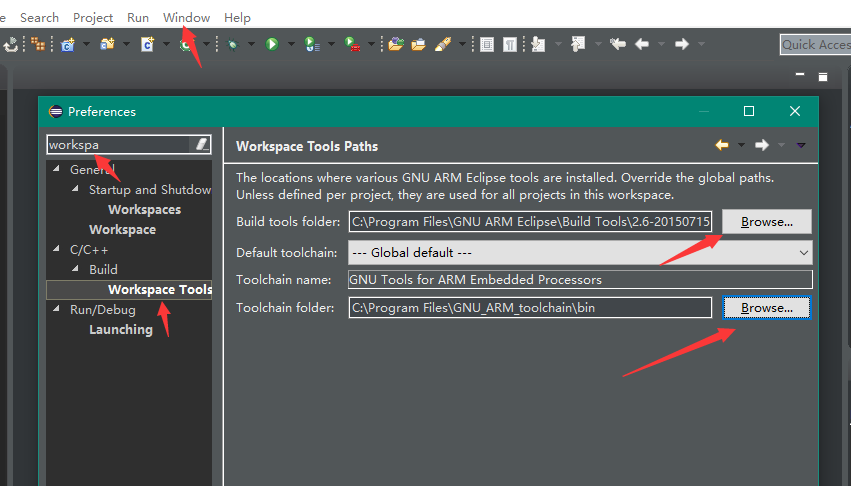 e Search Project Run Window Help
Quick Acces
Preferences
workspa
General
Startup and Shutdow
Workspaces
Workspace
C/C++
Build
Workspace Tools
Run/Debug
Launching
Workspace Tools Paths
The locations where various GNU ARM Eclipse tools are installed. Override the global paths.
Unless defined per project, they are used for all projects in this workspace.
Build tools folder: C:\Program Files\GNU ARM Eclipse\Build Tools\2.6-20150715 Browse...
Default toolchain: --- Global default ---
Toolchain name: GNU Tools for ARM Embedded Processors
Toolchain folder: C:\Program Files\GNU_ARM_toolchain\bin Browse...